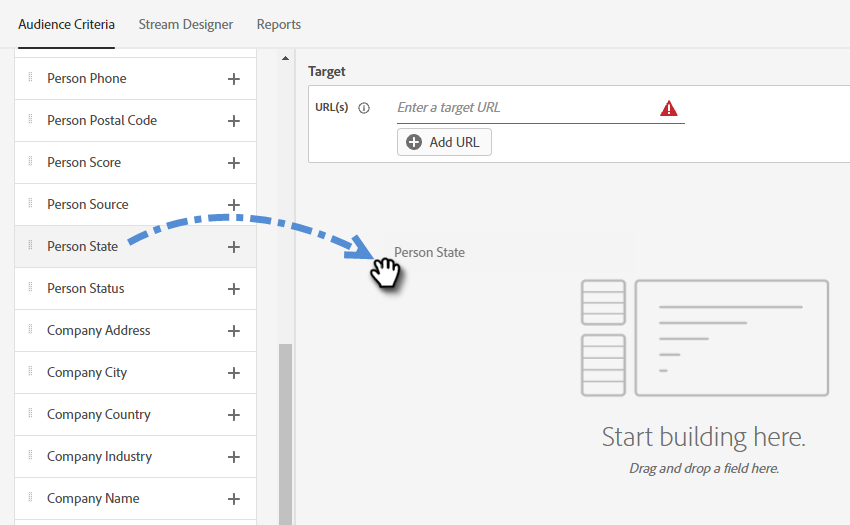 Audience Criteria Stream Designer Reports
Person Phone
Person Postal Code
Person Score
Person Source
Person State
Person Status
Company Address
Company City
Company Country
Company Industry
Company Name
Target
URL(s) Enter a target URL
Add URL
Person State
Start building here.
Drag and drop a field here.